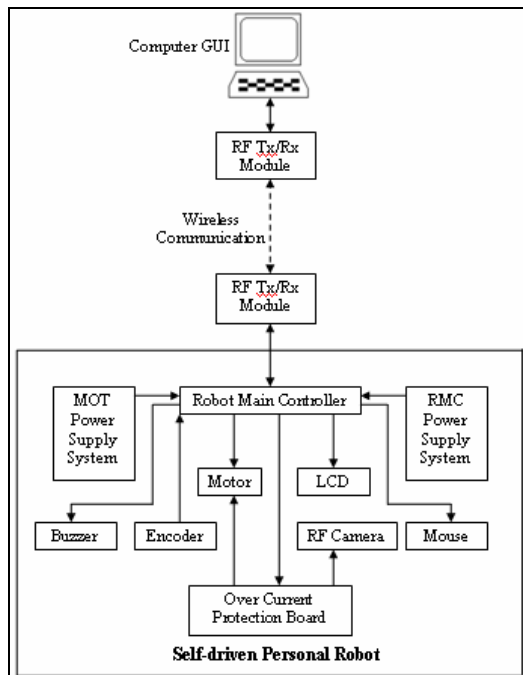 Computer GUI
RF Tx/Rx
Module
Wireless
Communication
RF Tx/Rx
Module
MOT
Power
Supply
System
Robot Main Controller
RMC
Power
Supply
System
Motor
LCD
Buzzer
Encoder
RF Camera
Mouse
Over Current
Protection Board
Self-driven Personal Robot